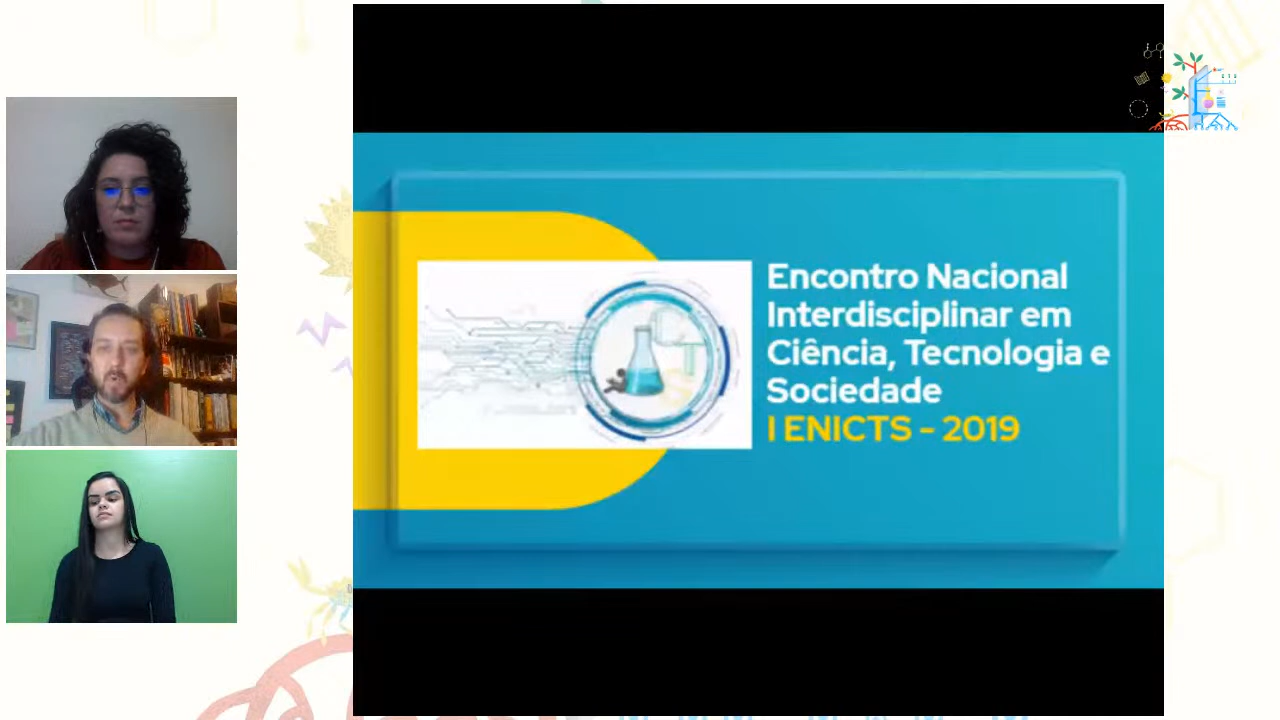 Encontro Nacional
Interdisciplinar em
Ciência, Tecnologia e
Sociedade
I ENICTS - 2019